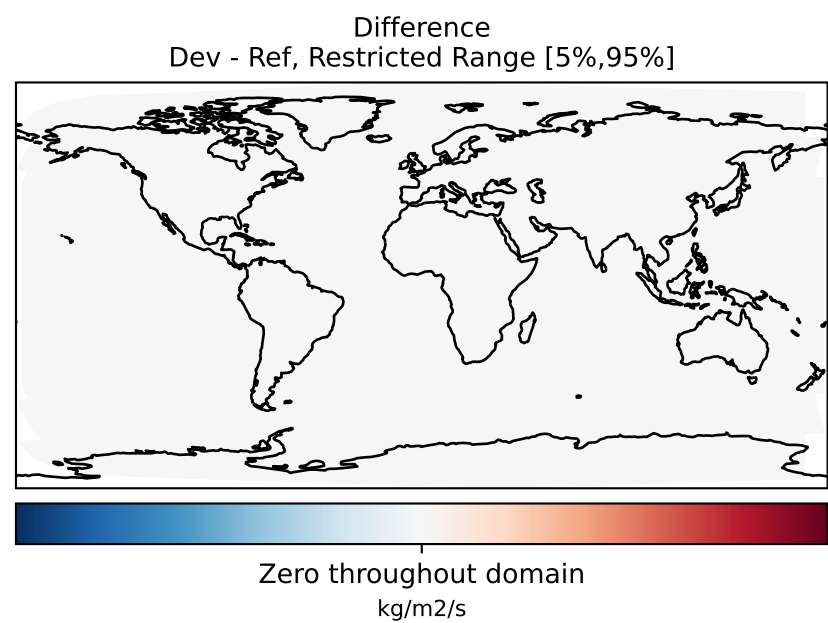 Difference
Dev - Ref, Restricted Range [5%,95%]
Zero throughout domain
kg/m2/s